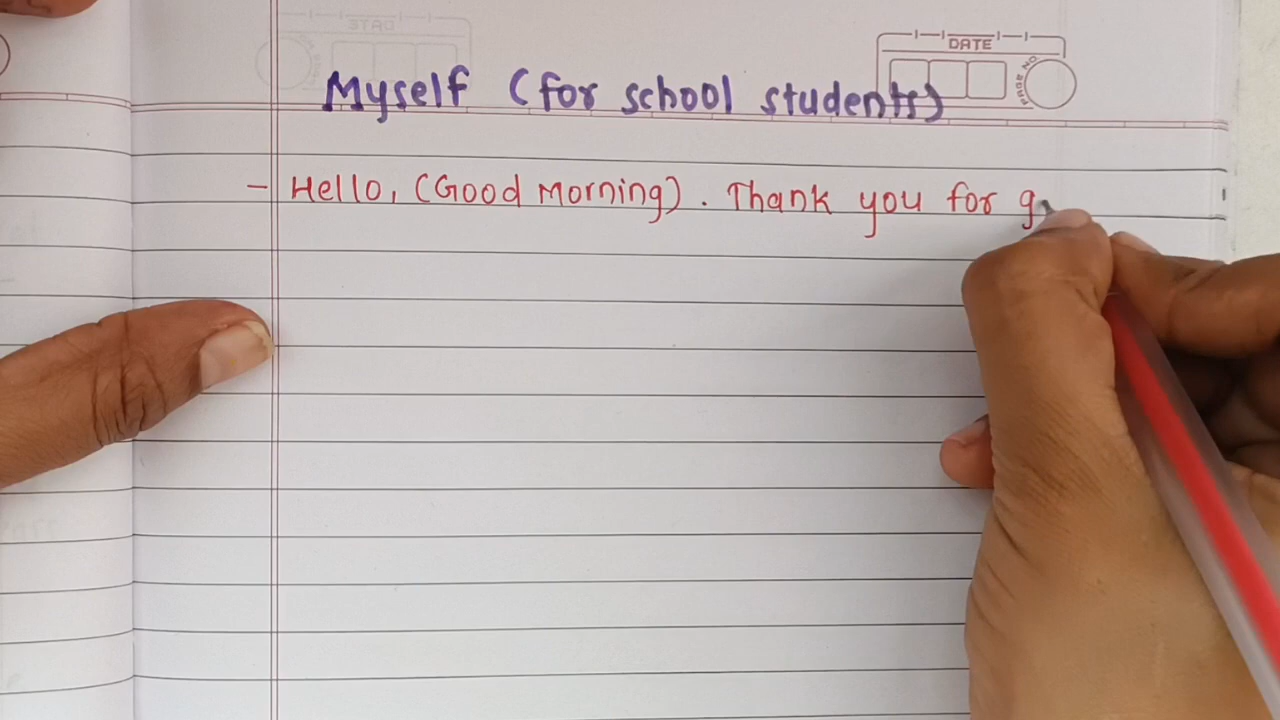 DATE
Myself (for school students)
- Hello, (Good Morning). Thank you for g